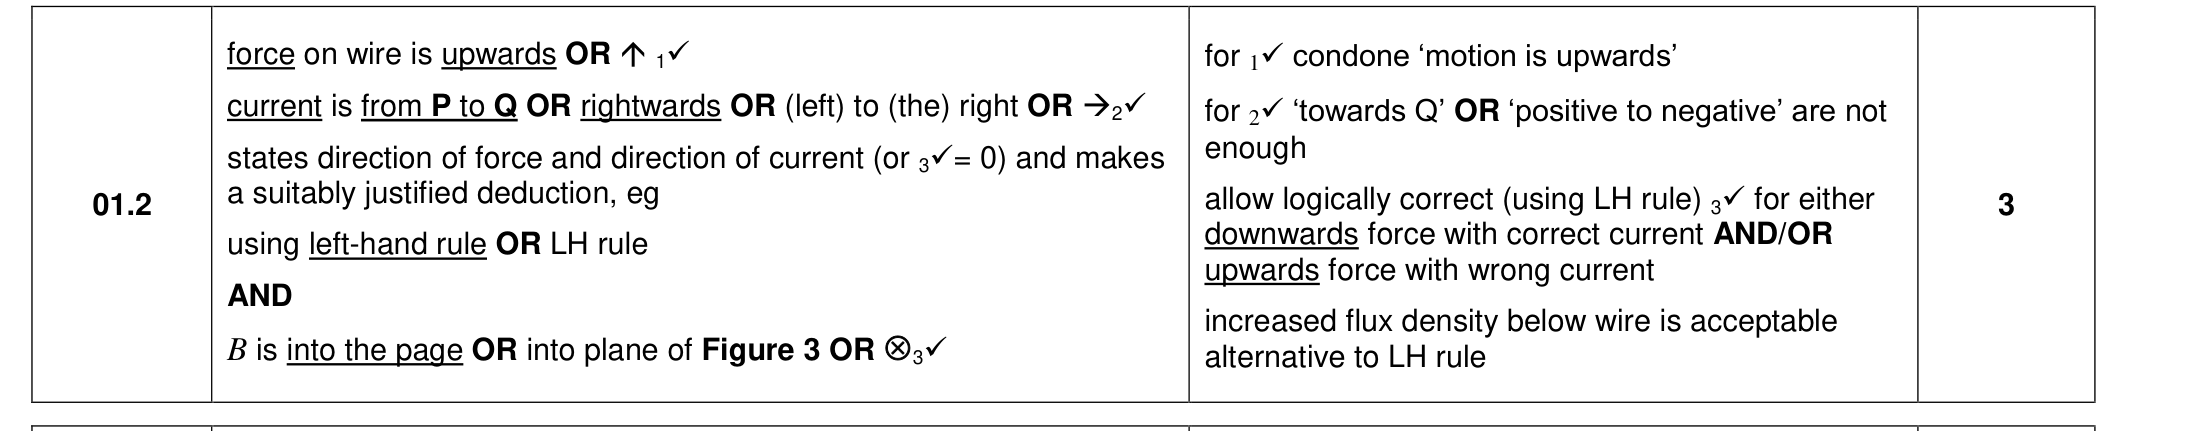 01.2
force on wire is upwards OR ↑ ₁✓
current is from P to Q OR rightwards OR (left) to (the) right OR →₂✓
states direction of force and direction of current (or ₃✓= 0) and makes
a suitably justified deduction, eg
using left-hand rule OR LH rule
AND
B is into the page OR into plane of Figure 3 OR ⊗₃✓
for ₁✓ condone ‘motion is upwards’
for ₂✓ ‘towards Q’ OR ‘positive to negative’ are not
enough
allow logically correct (using LH rule) ₃✓ for either
downwards force with correct current AND/OR
upwards force with wrong current
increased flux density below wire is acceptable
alternative to LH rule
3